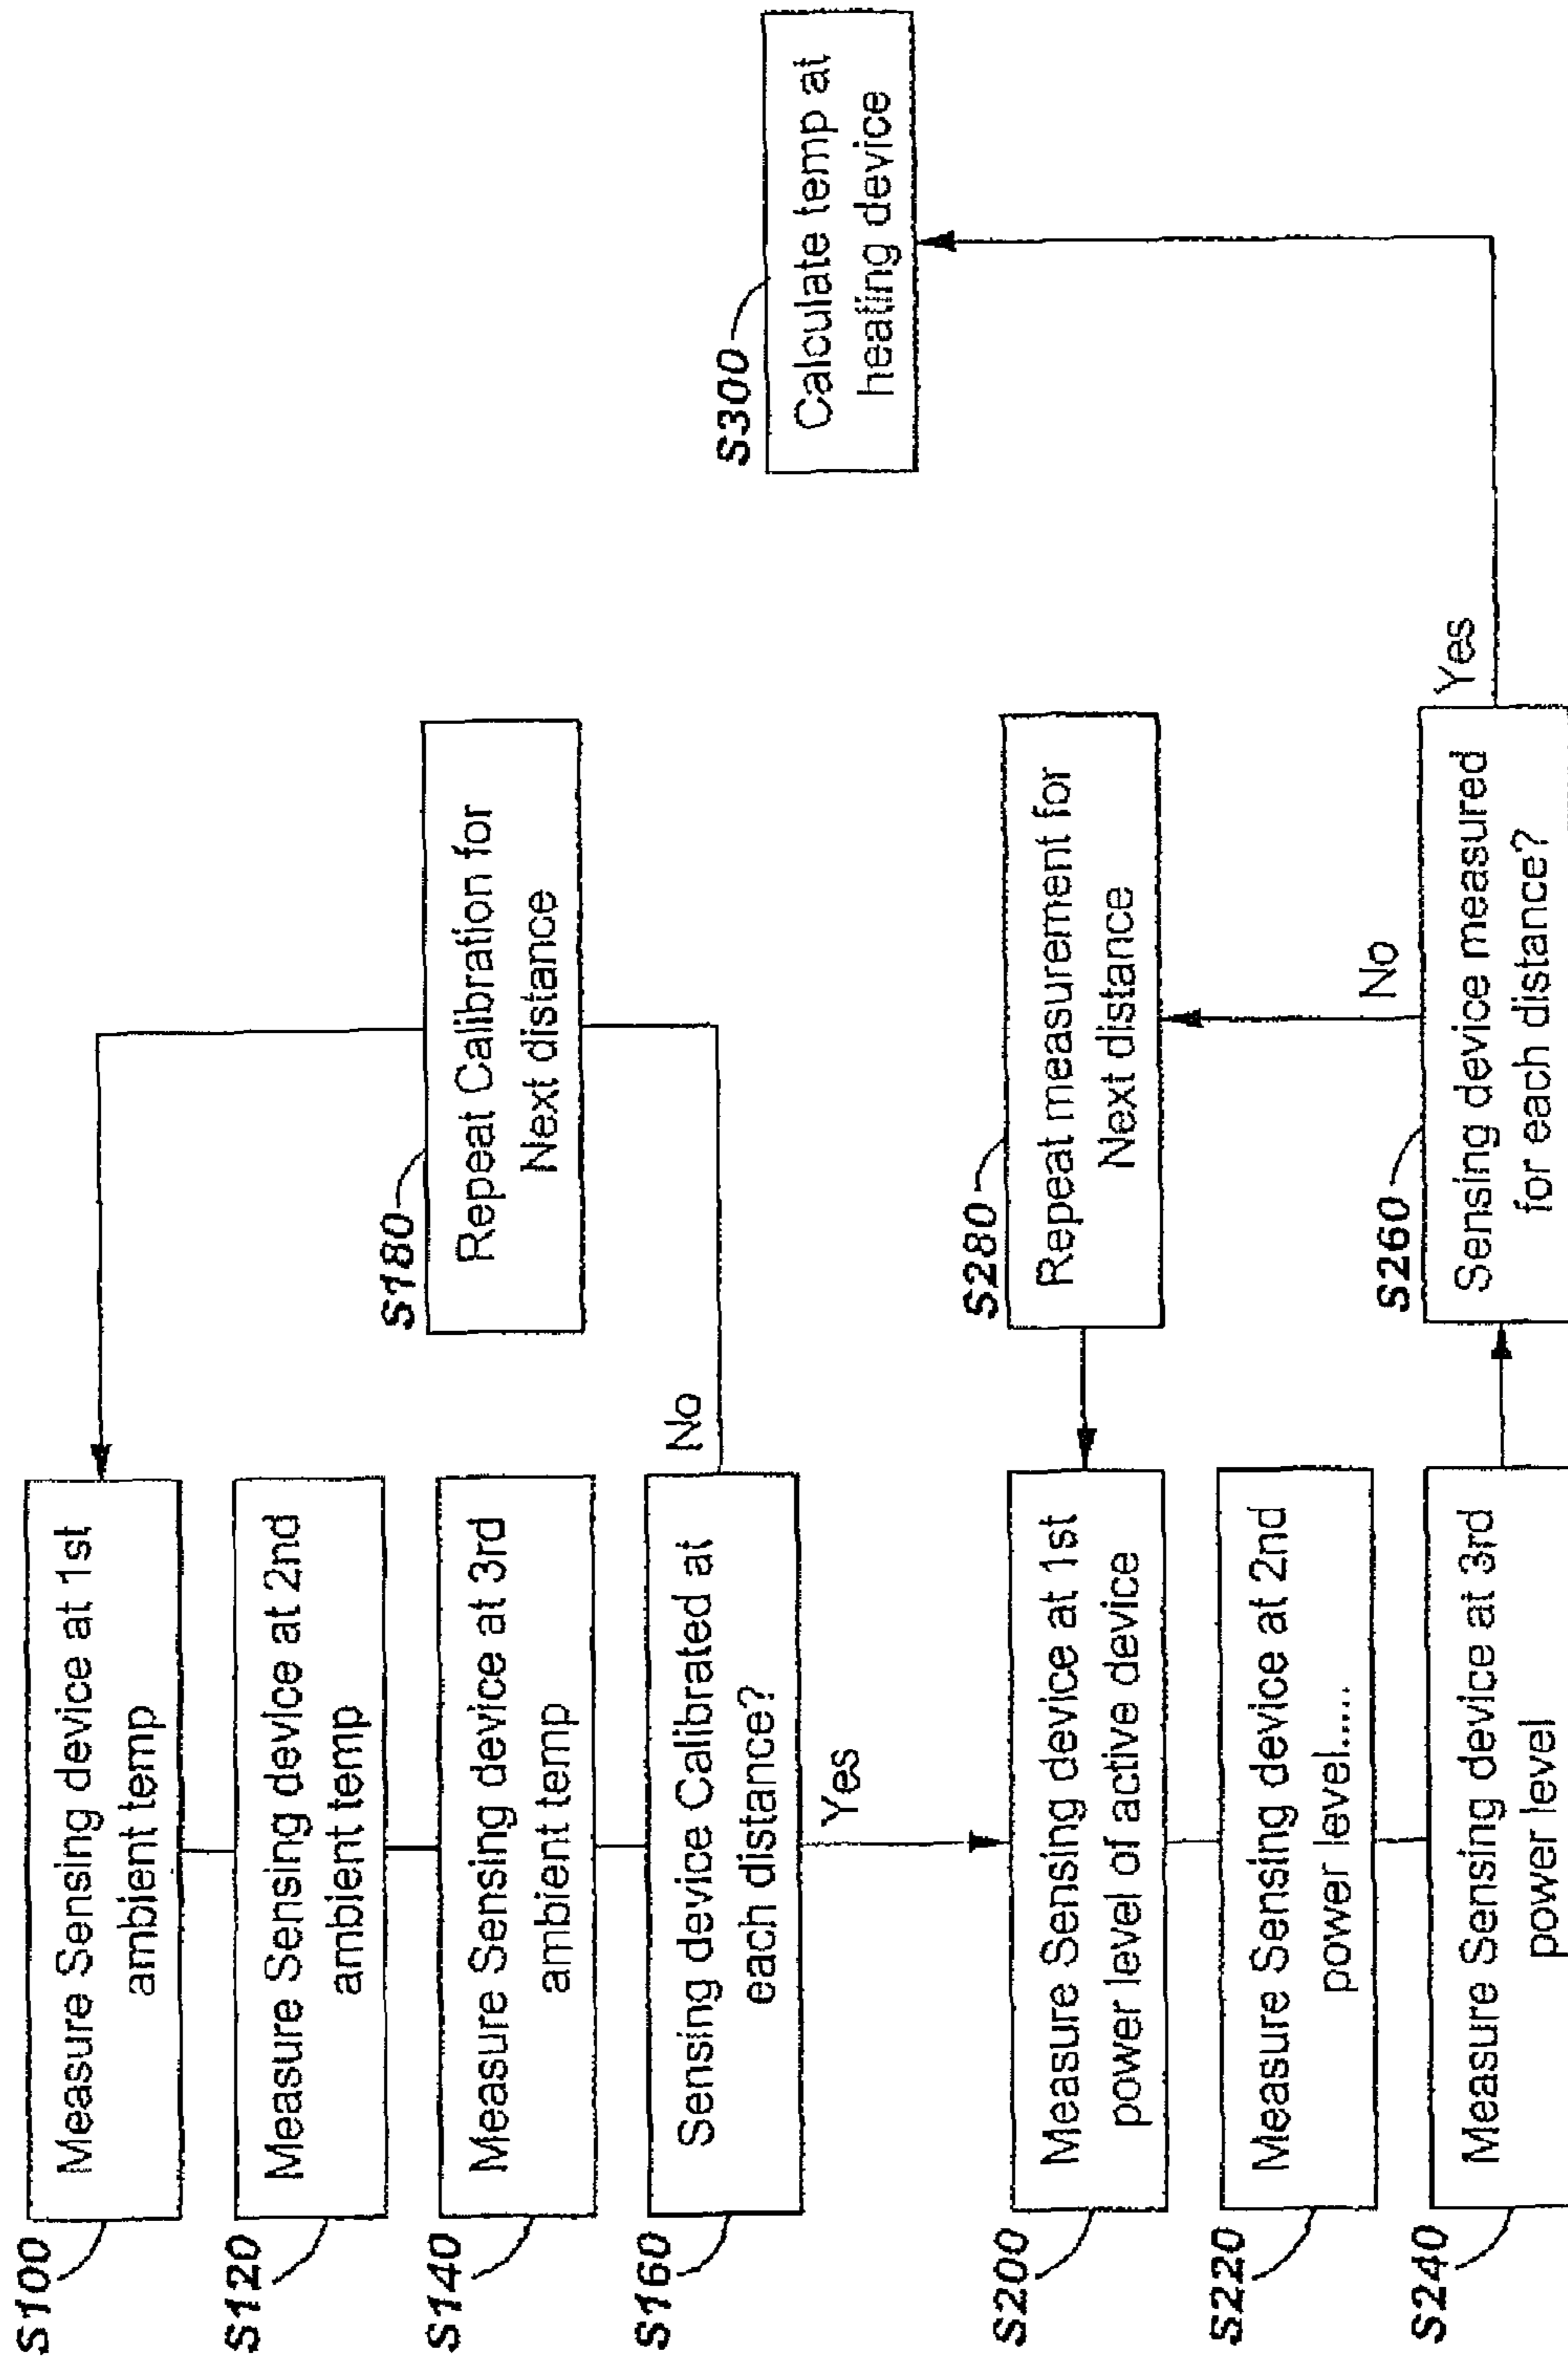 S100
Measure Sensing device at 1st
ambient temp
S120
Measure Sensing device at 2nd
ambient temp
S140
Measure Sensing device at 3rd
ambient temp
S160
Sensing device Calibrated at
each distance?
No
Yes
S180
Repeat Calibration for
Next distance
S200
Measure Sensing device at 1st
power level of active device
S220
Measure Sensing device at 2nd
power level.....
S240
Measure Sensing device at 3rd
power level
S260
Sensing device measured
for each distance?
No
Yes
S280
Repeat measurement for
Next distance
S300
Calculate temp at
heating device